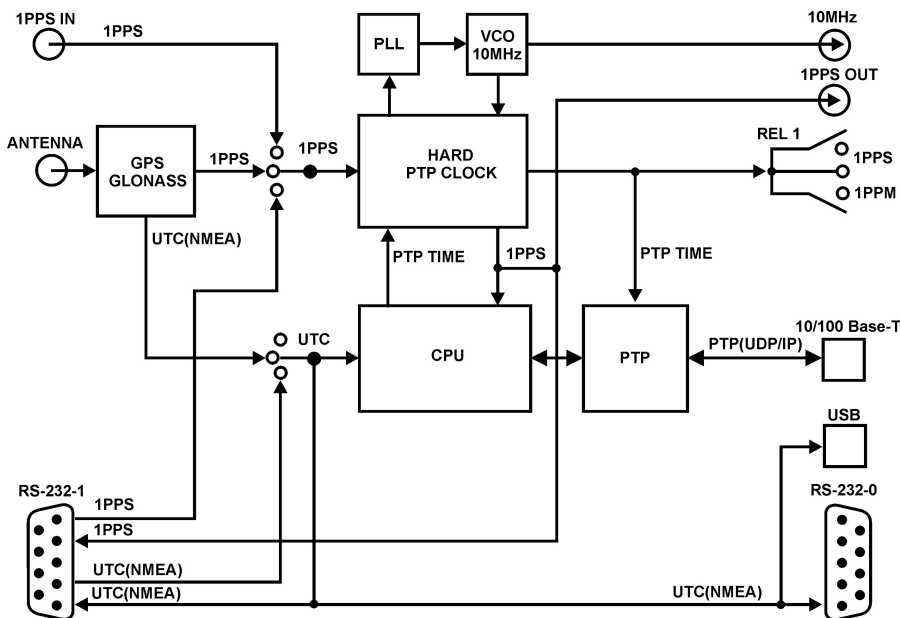 1PPS IN
1PPS
10MHz
PLL
VCO
10MHz
1PPS OUT
ANTENNA
GPS
GLONASS
1PPS
1PPS
HARD
PTP CLOCK
REL 1
1PPS
1PPM
UTC(NMEA)
PTP TIME
1PPS
PTP TIME
UTC
CPU
PTP
PTP(UDP/IP)
10/100 Base-T
USB
RS-232-1
RS-232-0
1PPS
1PPS
UTC(NMEA)
UTC(NMEA)
UTC(NMEA)